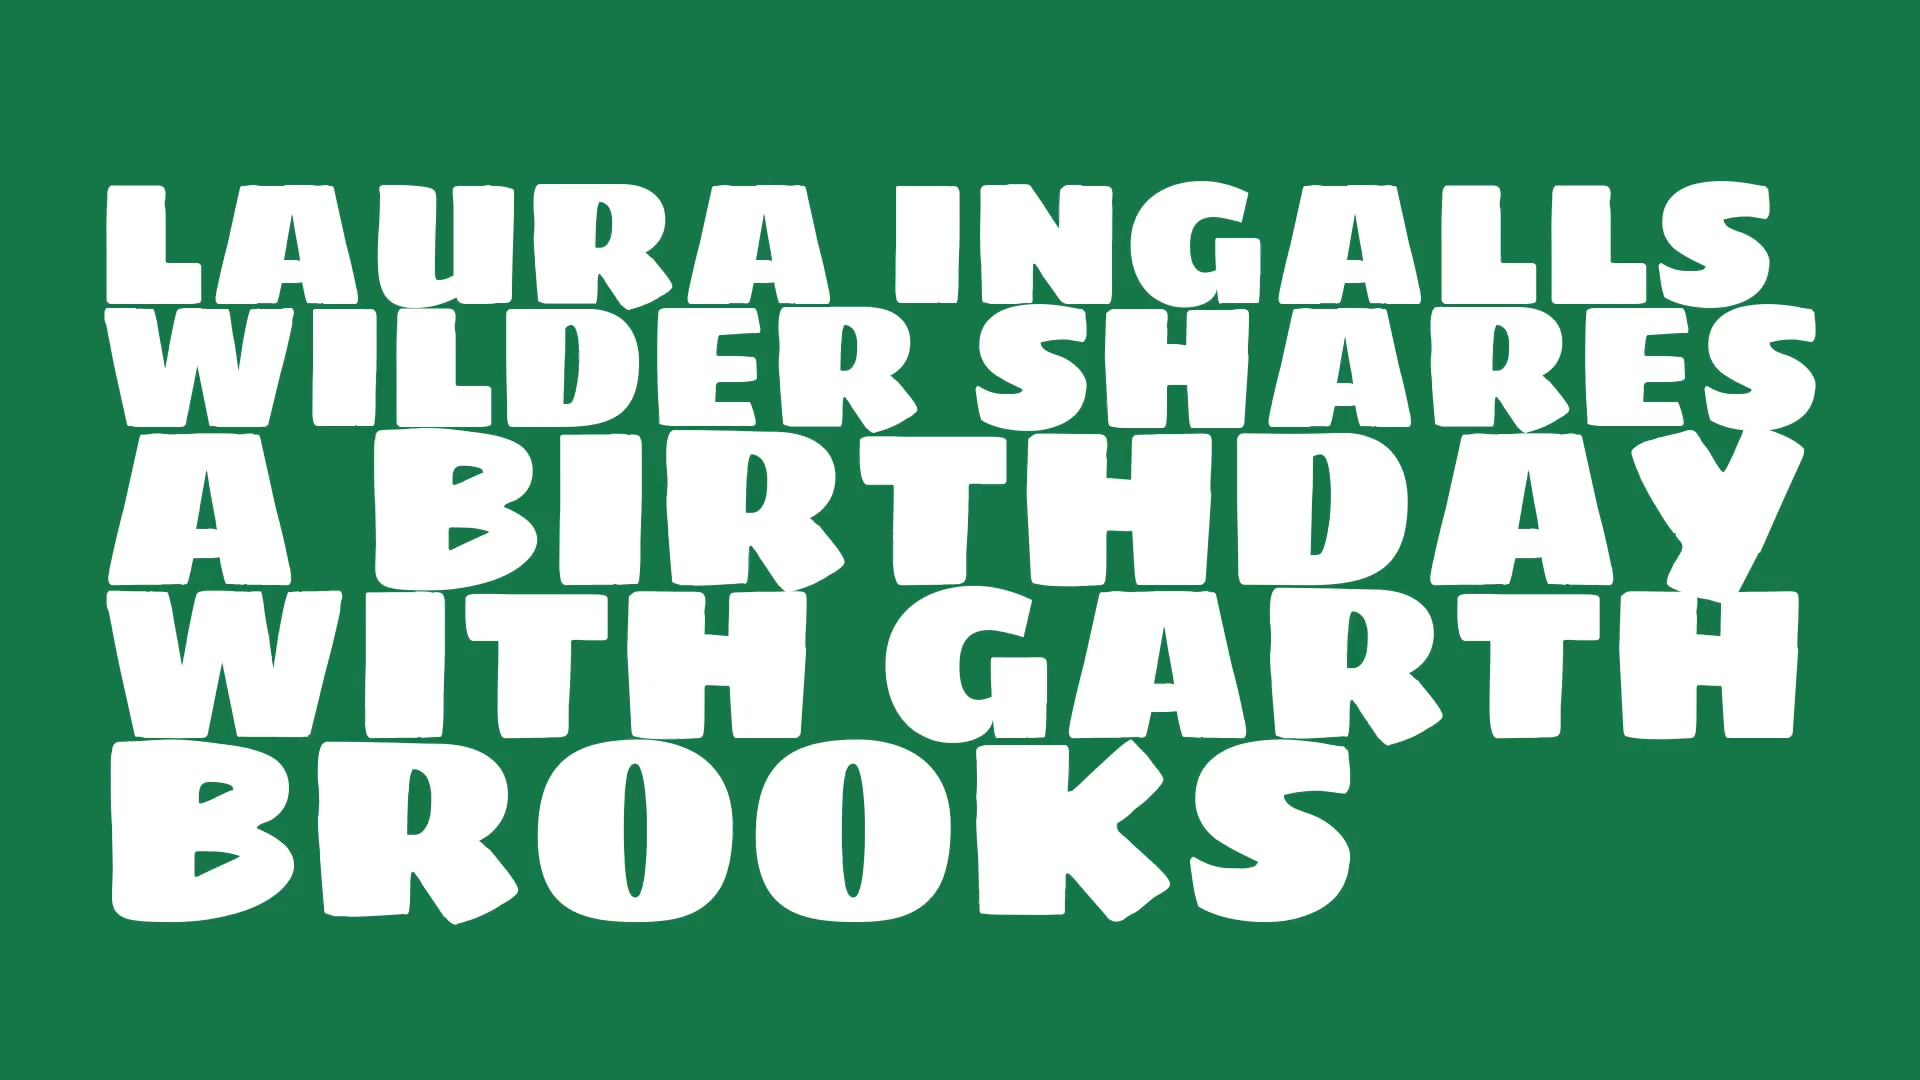 LAURA INGALLS
WILDER SHARES
A BIRTHDAY
WITH GARTH
BROOKS